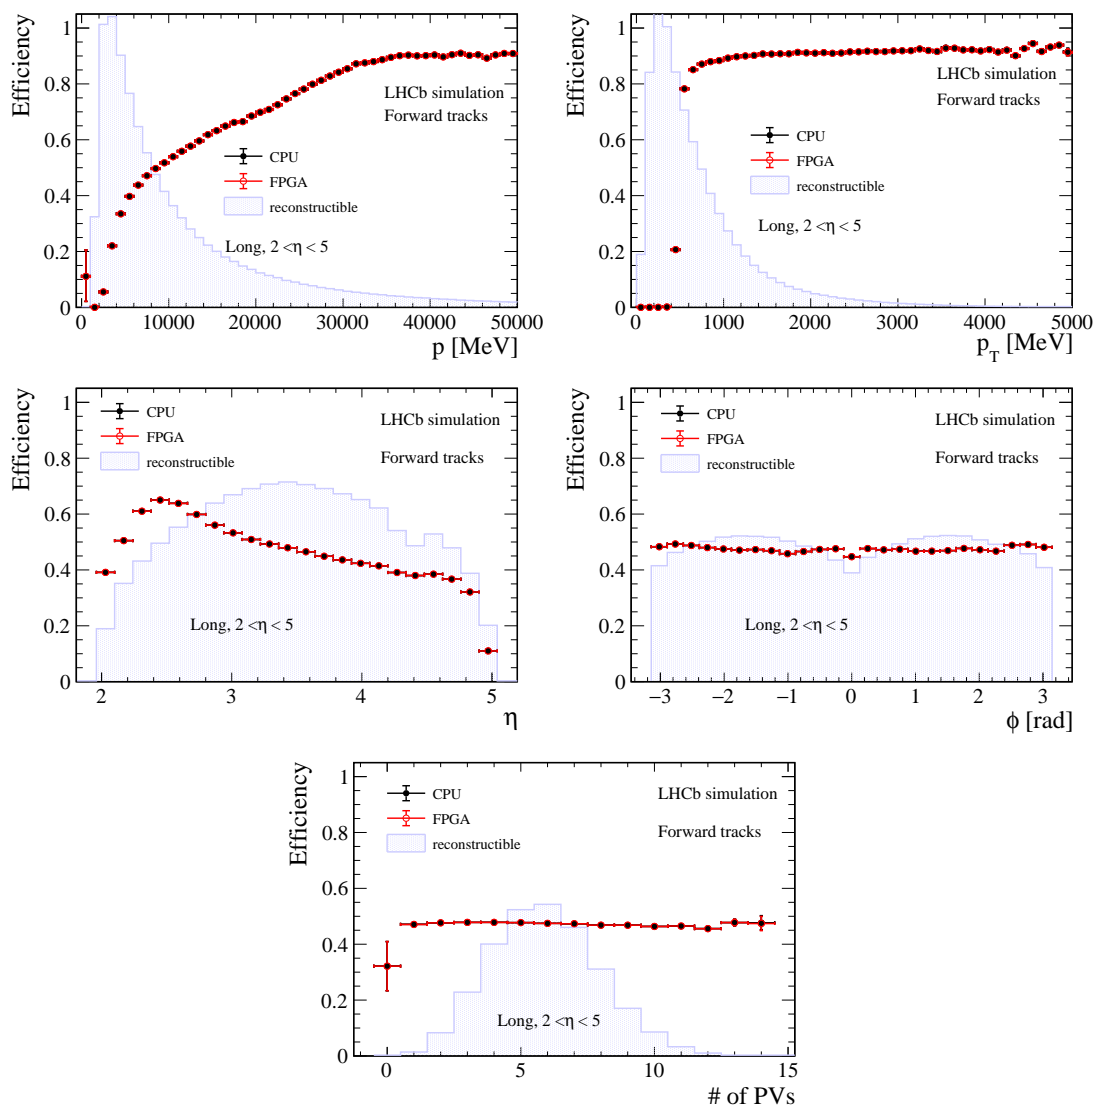 Efficiency
1
0.8
0.6
0.4
0.2
0
LHCb simulation
Forward tracks
CPU
FPGA
reconstructible
Long, 2 <η < 5
0 10000 20000 30000 40000 50000
p [MeV]
Efficiency
1
0.8
0.6
0.4
0.2
0
LHCb simulation
Forward tracks
CPU
FPGA
reconstructible
Long, 2 <η < 5
0 1000 2000 3000 4000 5000
p_T [MeV]
Efficiency
1
0.8
0.6
0.4
0.2
0
CPU
FPGA
reconstructible
LHCb simulation
Forward tracks
Long, 2 <η < 5
2 3 4 5
η
Efficiency
1
0.8
0.6
0.4
0.2
0
CPU
FPGA
reconstructible
LHCb simulation
Forward tracks
Long, 2 <η < 5
−3 −2 −1 0 1 2 3
ϕ [rad]
Efficiency
1
0.8
0.6
0.4
0.2
0
CPU
FPGA
reconstructible
LHCb simulation
Forward tracks
Long, 2 <η < 5
0 5 10 15
# of PVs